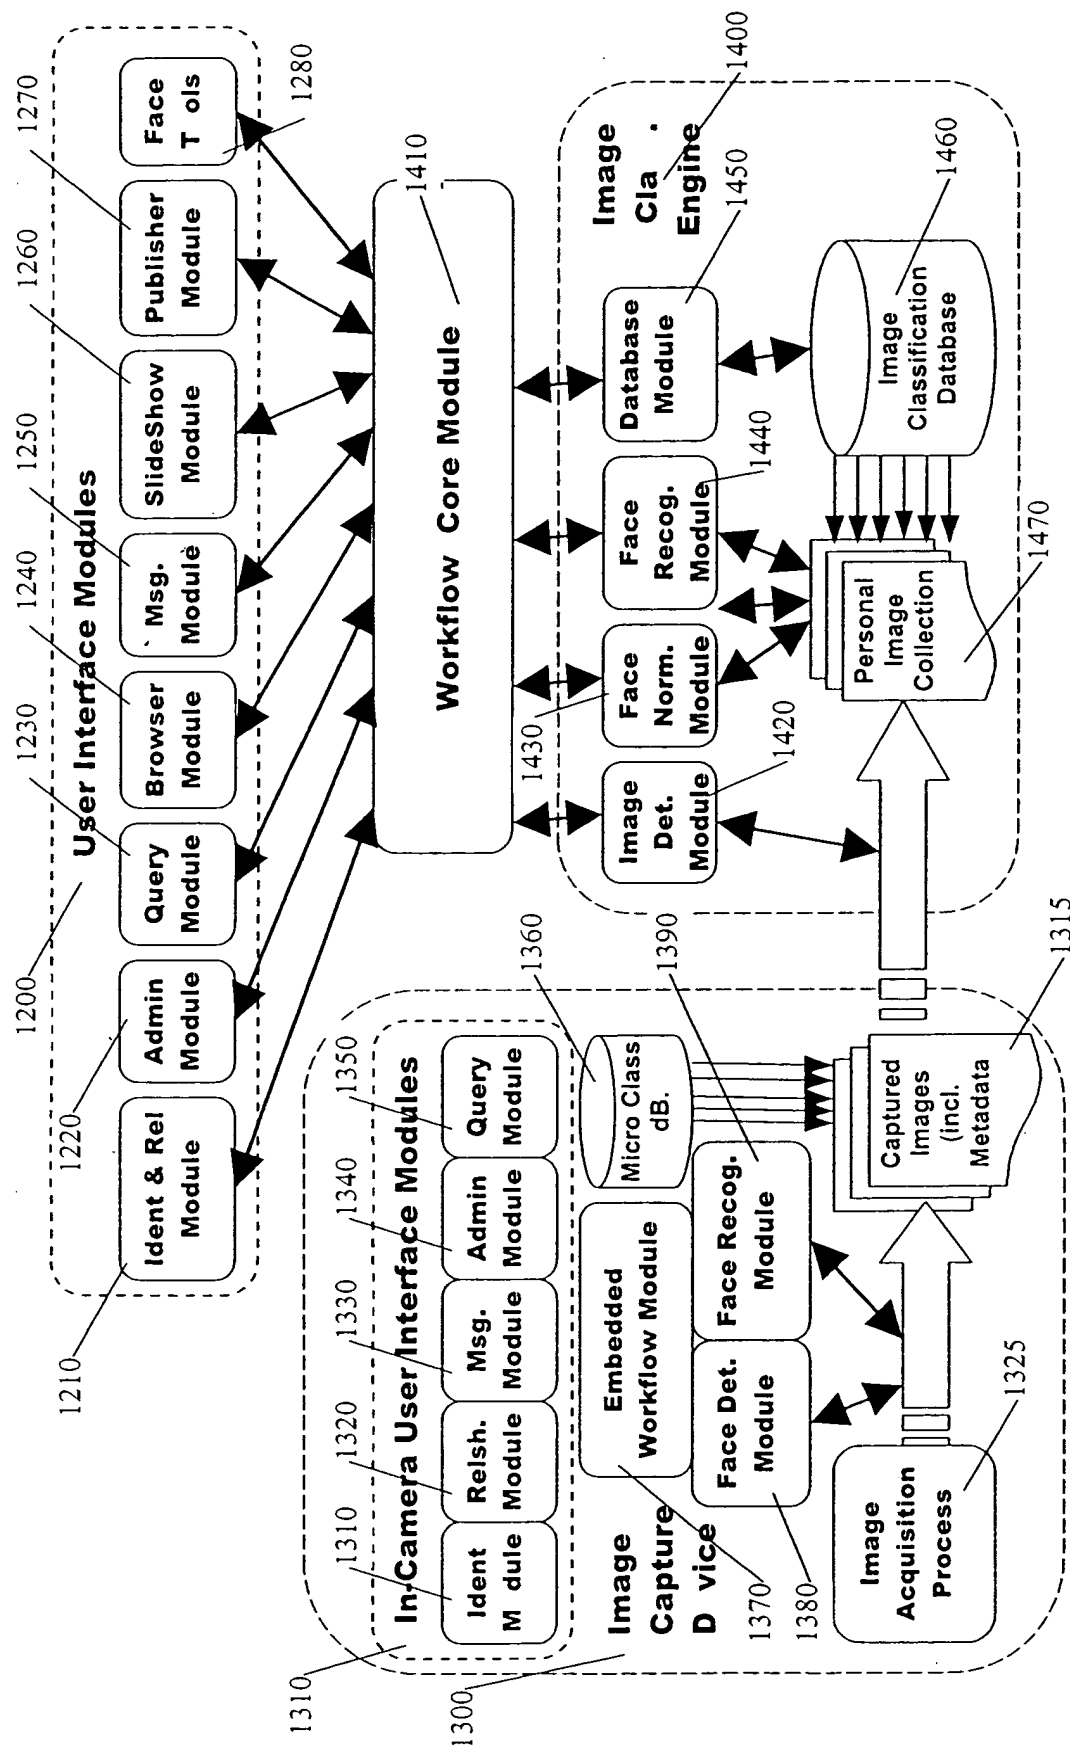 1200
User Interface Modules
1210
Ident & Rel
Module
1220
Admin
Module
1230
Query
Module
1240
Browser
Module
1250
Msg.
Module
1260
SlideShow
Module
1270
Publisher
Module
1280
Face
T ols
1410
Workflow Core Module
1300
Image
Capture
D vice
1310
In-Camera User Interface Modules
1310
Ident
M dule
1320
Relsh.
Module
1330
Msg.
Module
1340
Admin
Module
1350
Query
Module
1360
Micro Class
dB.
1370
Embedded
Workflow Module
1380
Face Det.
Module
1390
Face Recog.
Module
1325
Image
Acquisition
Process
1315
Captured
Images
(incl.
Metadata
1400
Image
Cla .
Engine
1420
Image
Det.
Module
1430
Face
Norm.
Module
1440
Face
Recog.
Module
1450
Database
Module
1460
Image
Classification
Database
1470
Personal
Image
Collection